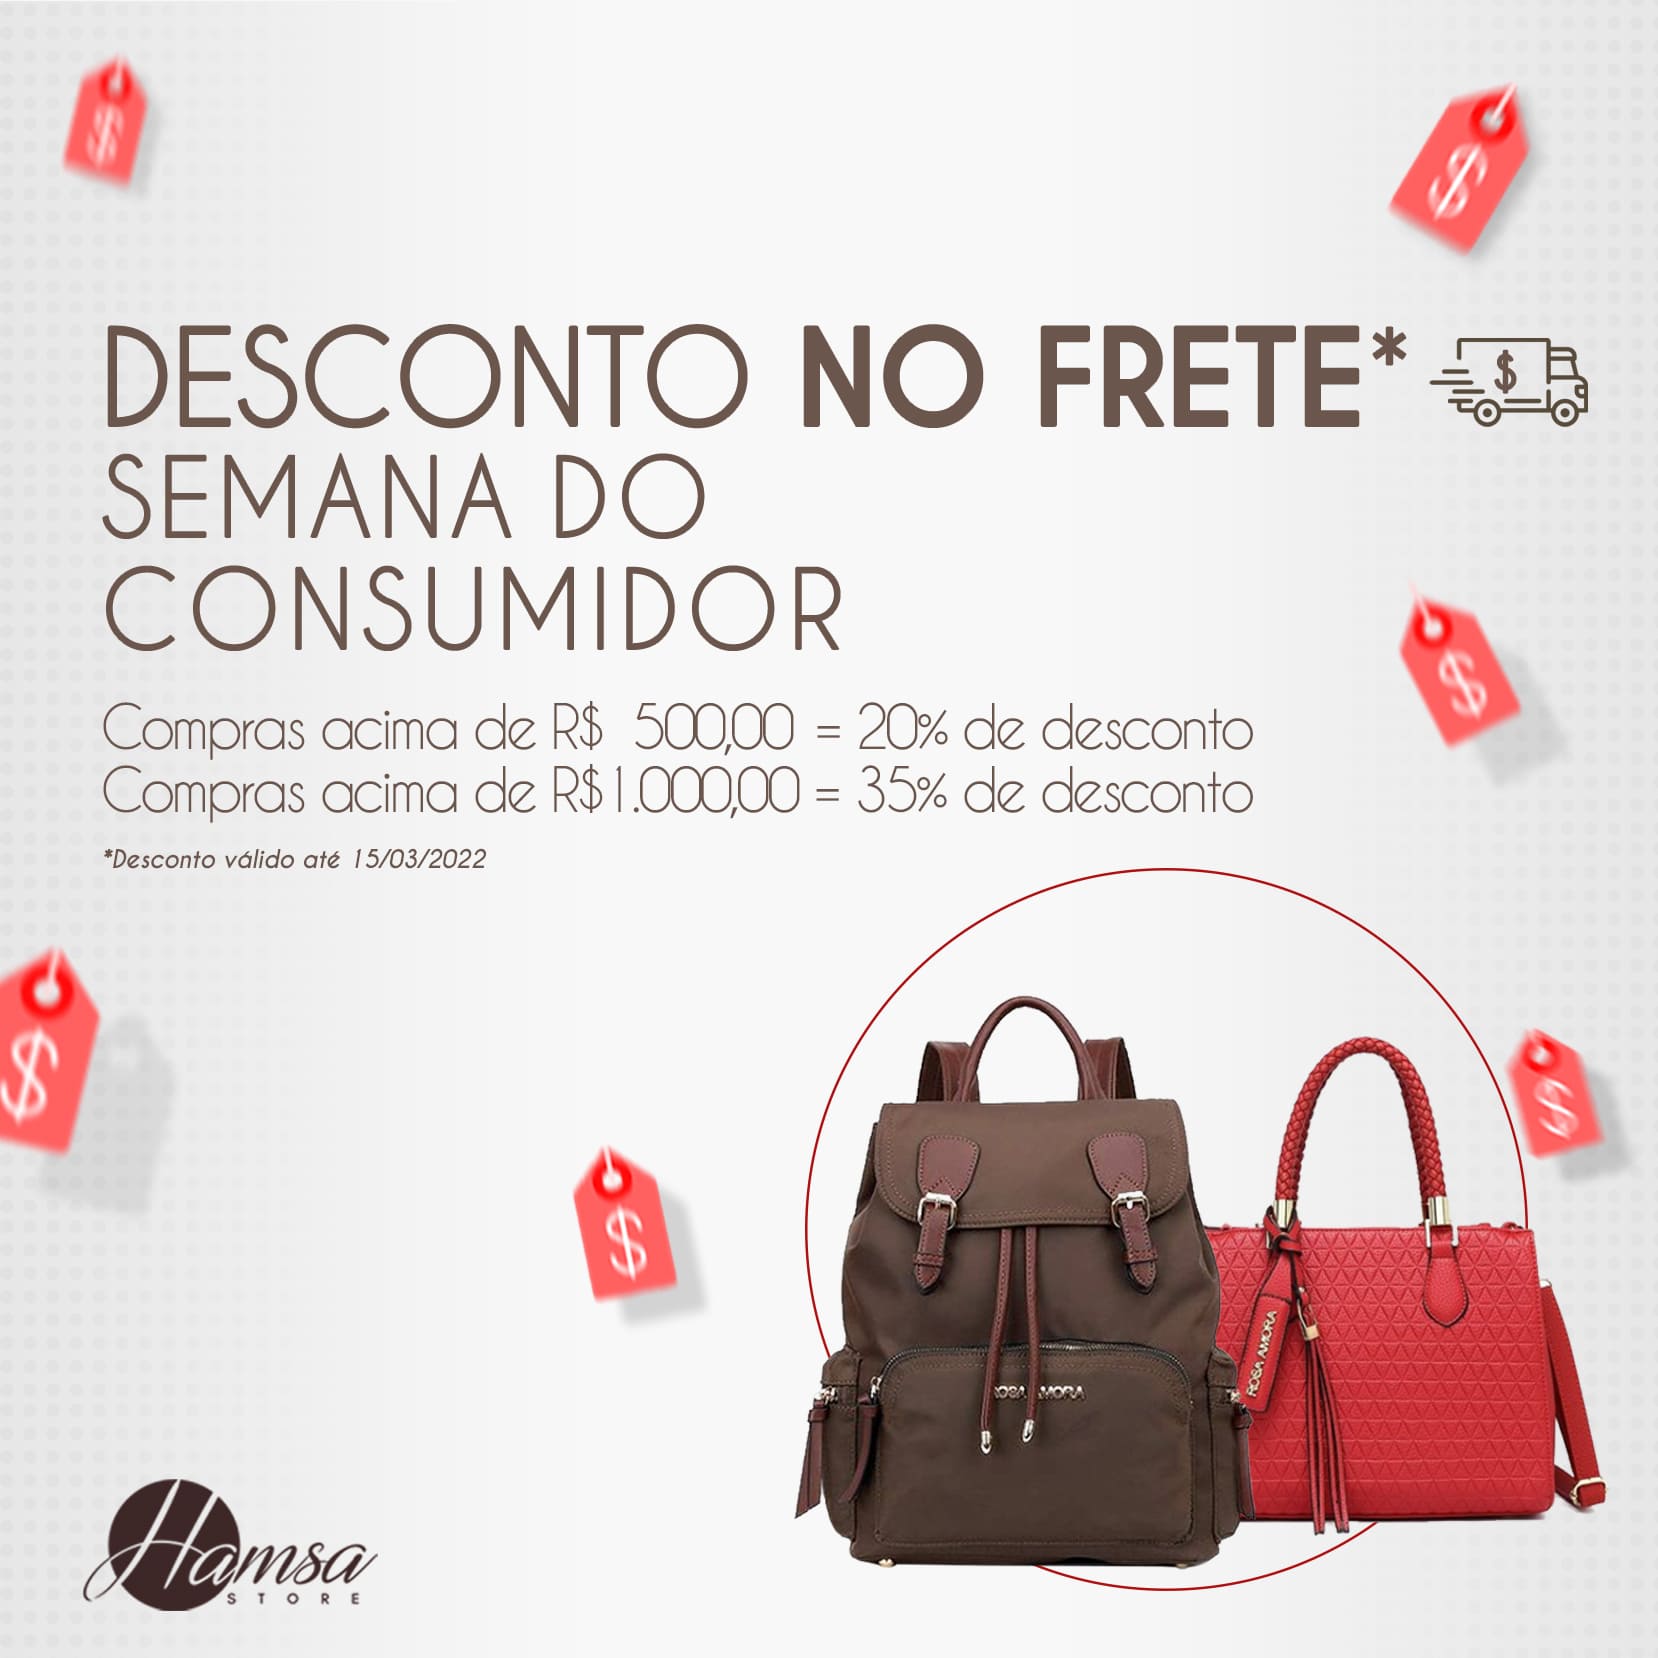 DESCONTO NO FRETE*
SEMANA DO
CONSUMIDOR
Compras acima de R$ 500,00 = 20% de desconto
Compras acima de R$1.000,00 = 35% de desconto
*Desconto válido até 15/03/2022
ROSA AMORA
ROSA AMORA
Hamsa
STORE